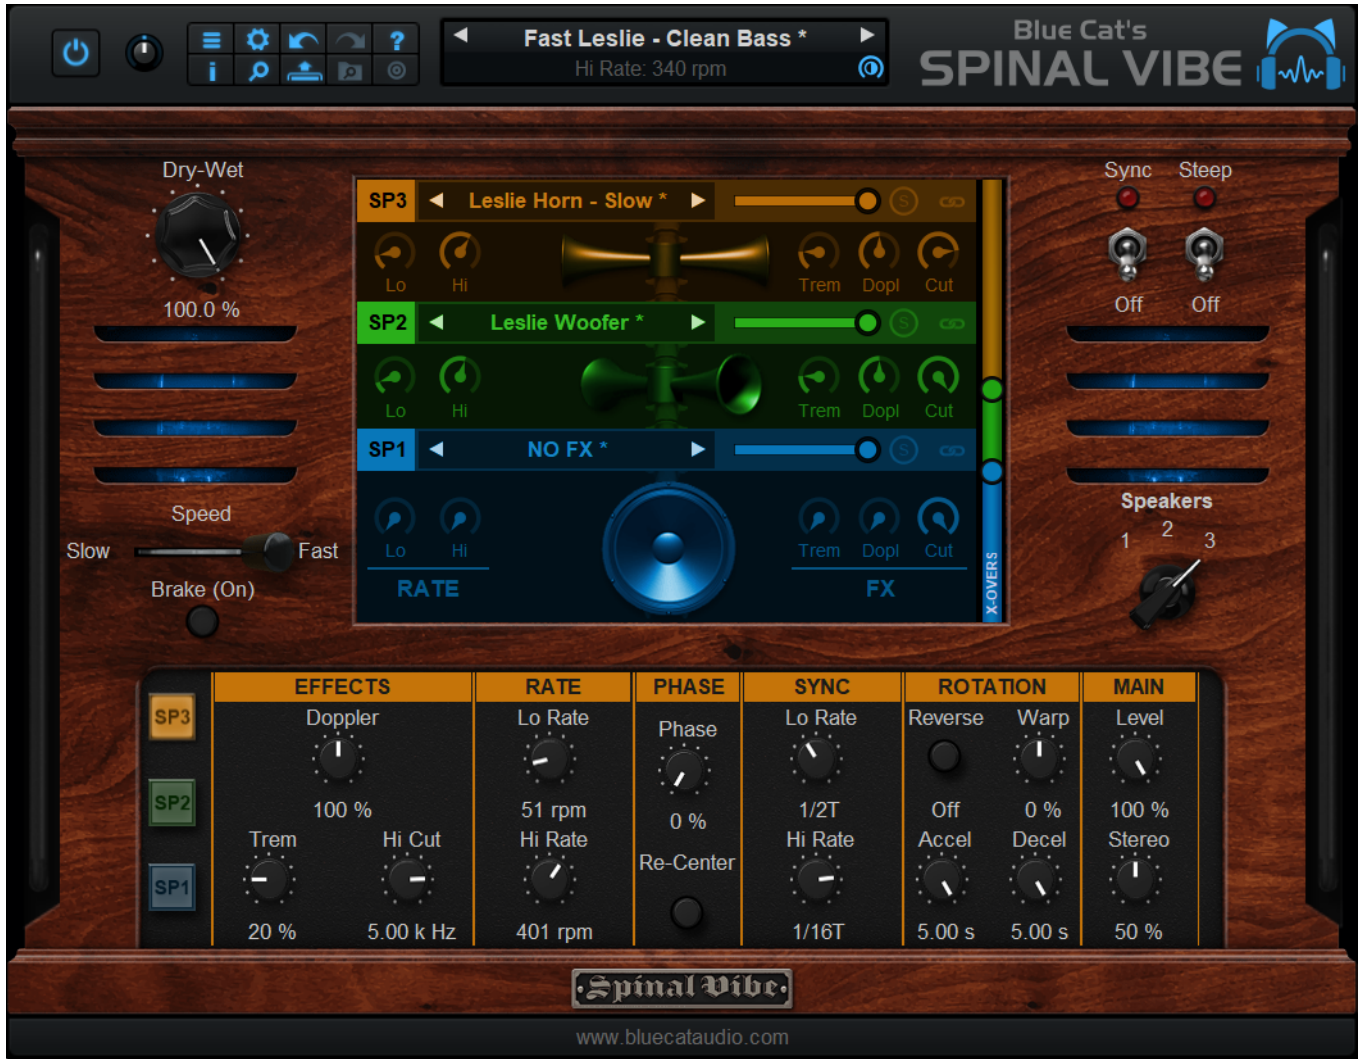 Blue Cat's
SPINAL VIBE
Fast Leslie - Clean Bass *
Hi Rate: 340 rpm
?
i
Dry-Wet
100.0 %
Speed
Slow
Fast
Brake (On)
SP3
Leslie Horn - Slow *
S
Lo
Hi
Trem
Dopl
Cut
SP2
Leslie Woofer *
S
Lo
Hi
Trem
Dopl
Cut
SP1
NO FX *
S
Lo
Hi
Trem
Dopl
Cut
RATE
FX
X-OVERS
Sync
Steep
Off
Off
Speakers
1
2
3
SP3
SP2
SP1
EFFECTS
Doppler
100 %
Trem
Hi Cut
20 %
5.00 k Hz
RATE
Lo Rate
51 rpm
Hi Rate
401 rpm
PHASE
Phase
0 %
Re-Center
SYNC
Lo Rate
1/2T
Hi Rate
1/16T
ROTATION
Reverse
Warp
Off
0 %
Accel
Decel
5.00 s
5.00 s
MAIN
Level
100 %
Stereo
50 %
Spinal Vibe
www.bluecataudio.com